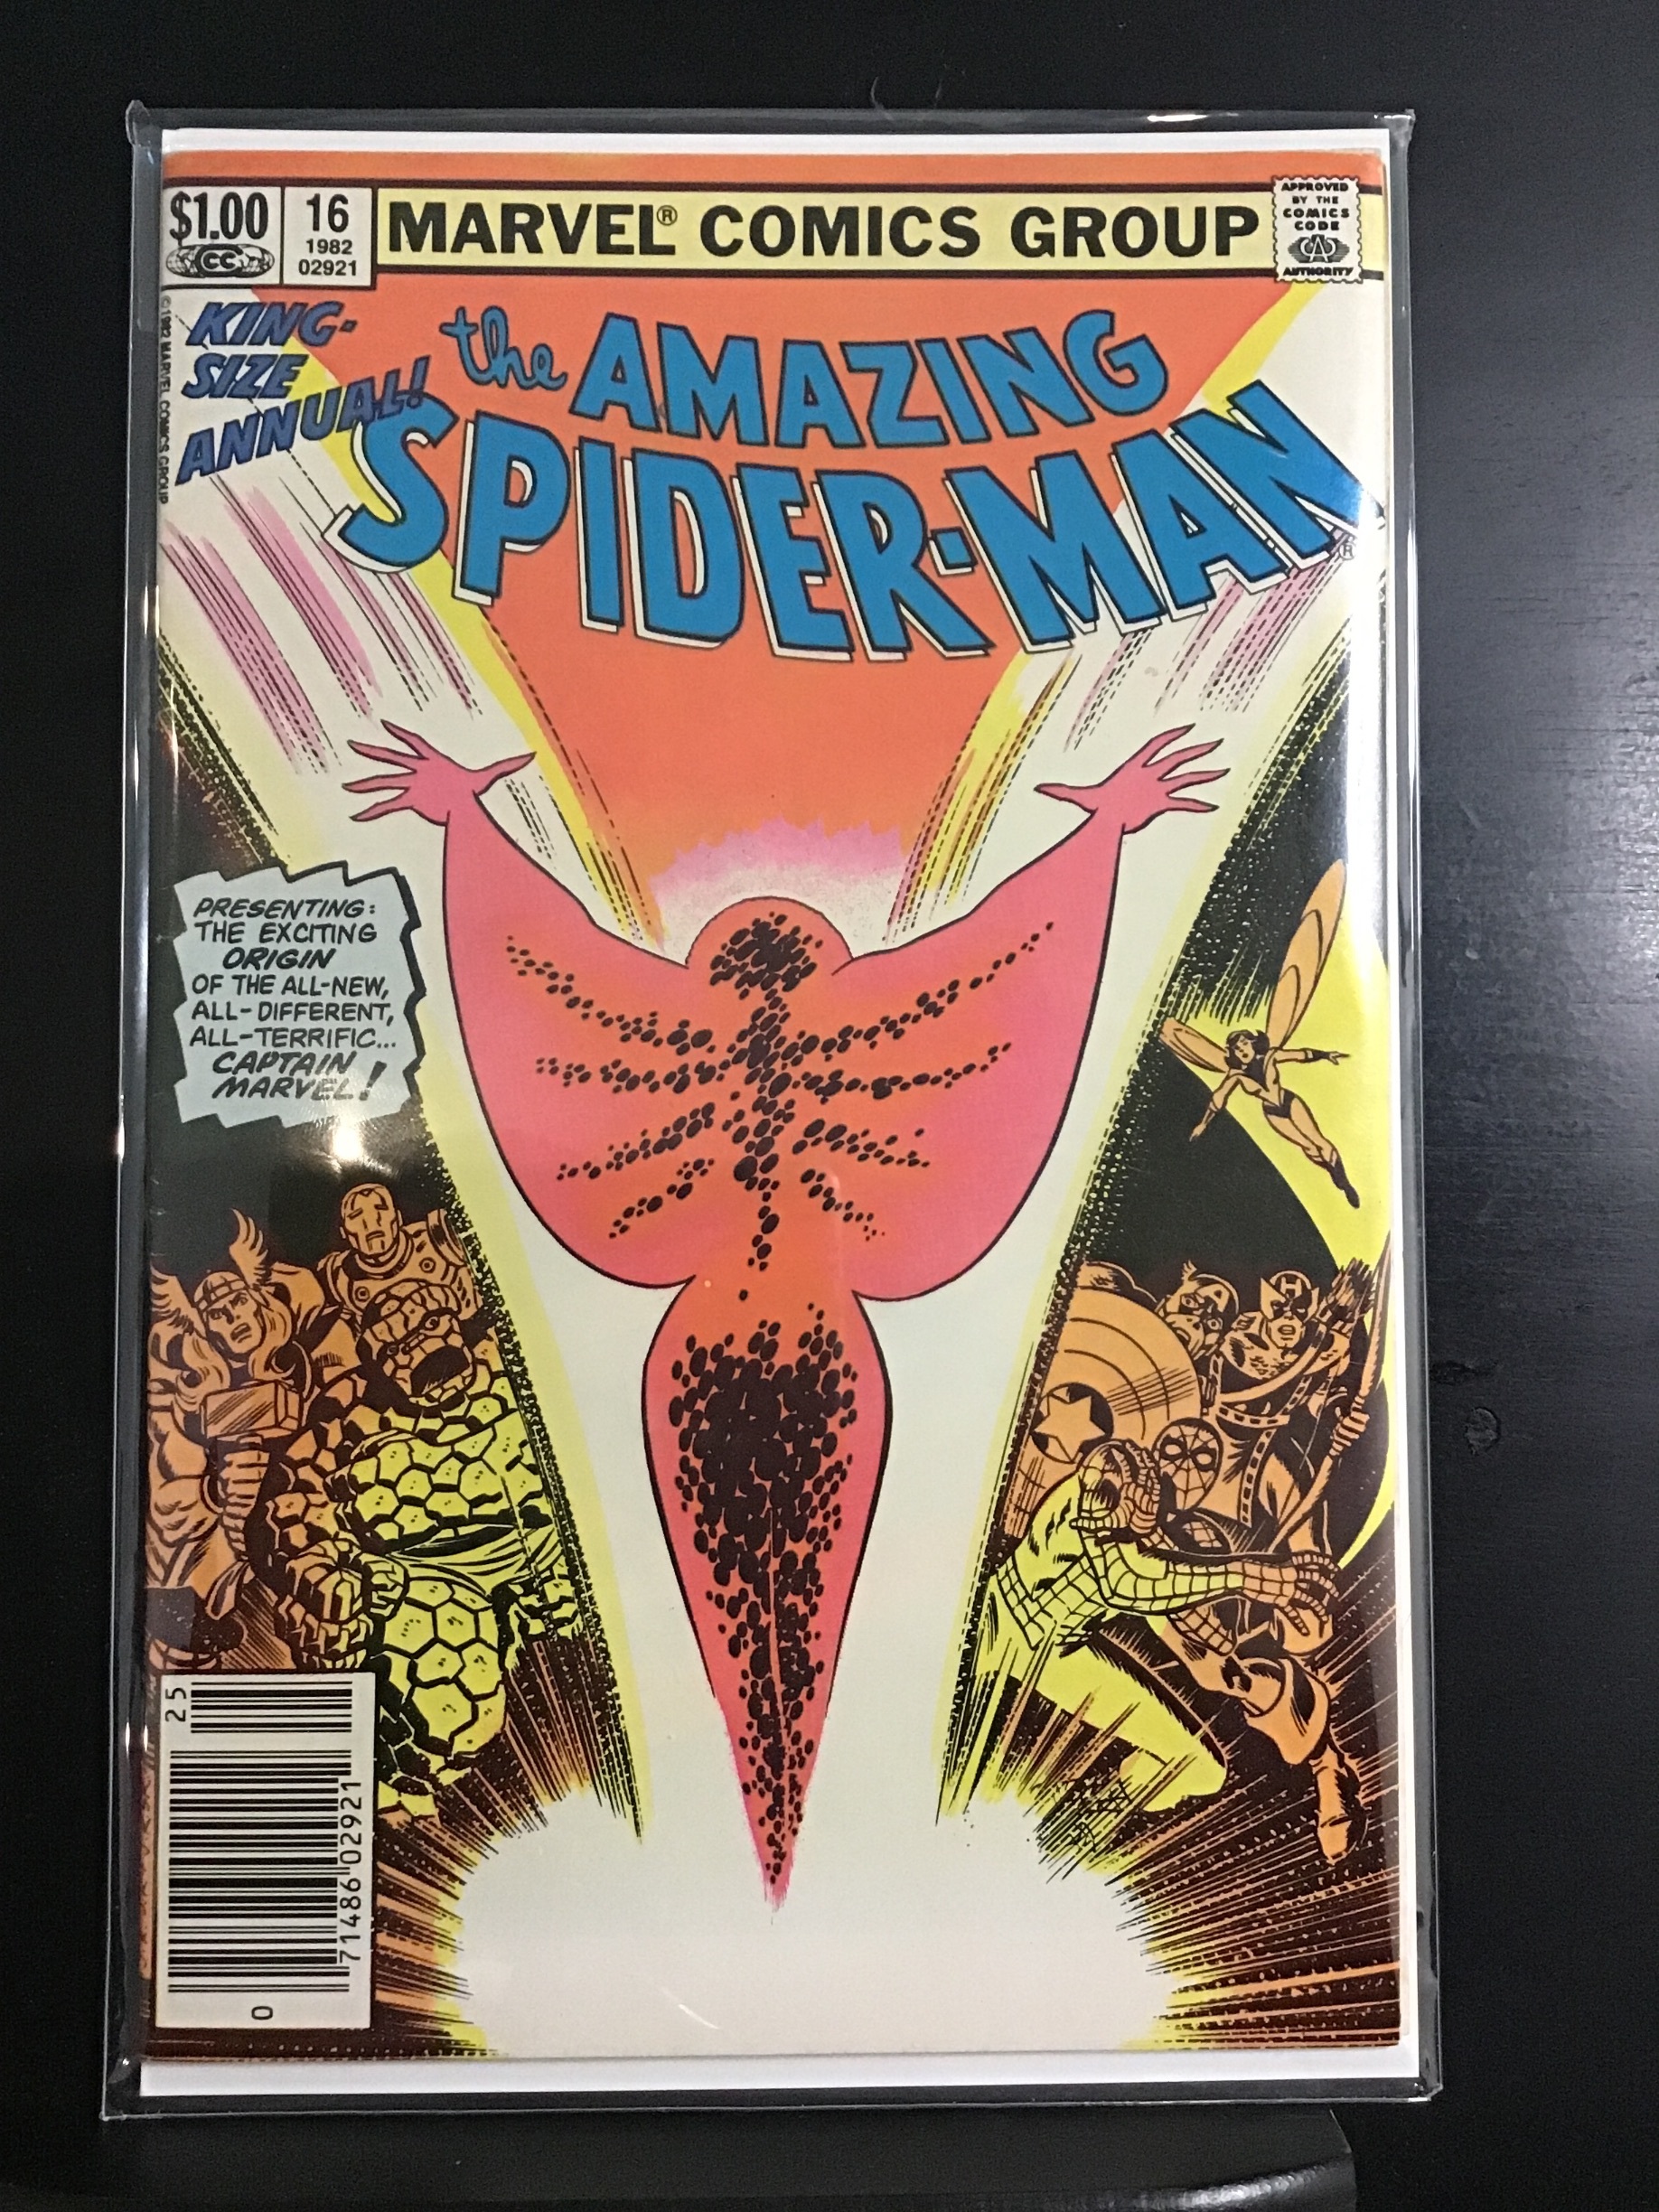 $1.00
CC
16
1982
02921
MARVEL® COMICS GROUP
APPROVED
BY THE
COMICS
CODE
CA
AUTHORITY
KING-
SIZE
ANNUAL!
the AMAZING
SPIDER-MAN
®
© 1982 MARVEL COMICS GROUP
PRESENTING:
THE EXCITING
ORIGIN
OF THE ALL-NEW,
ALL-DIFFERENT,
ALL-TERRIFIC...
CAPTAIN
MARVEL!
25
71486 02921
0